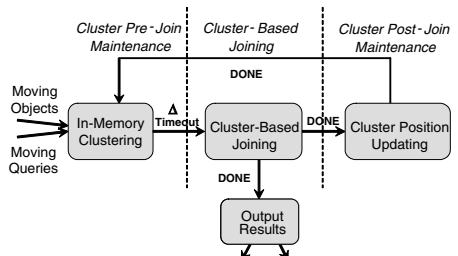 Cluster Pre-Join
Maintenance
Cluster-Based
Joining
Cluster Post-Join
Maintenance
DONE
Moving
Objects
Moving
Queries
In-Memory
Clustering
Δ
Timeout
Cluster-Based
Joining
DONE
Cluster Position
Updating
DONE
Output
Results